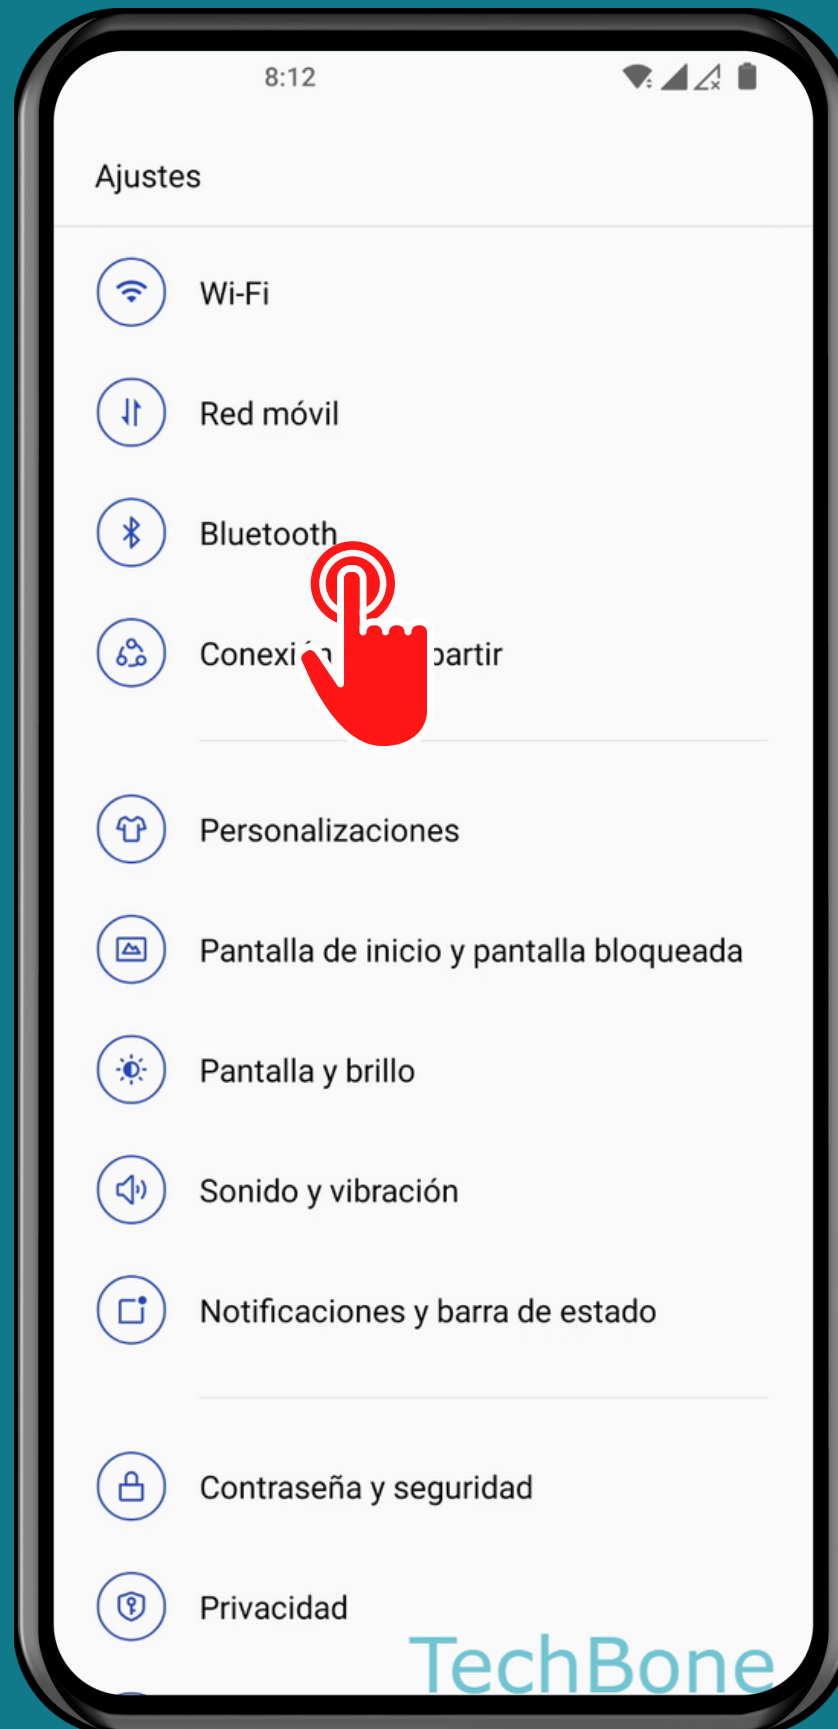 8:12
Ajustes
Wi-Fi
Red móvil
Bluetooth
Personalizaciones
Pantalla de inicio y pantalla bloqueada
Pantalla y brillo
Sonido y vibración
Notificaciones y barra de estado
Contraseña y seguridad
Privacidad
TechBone